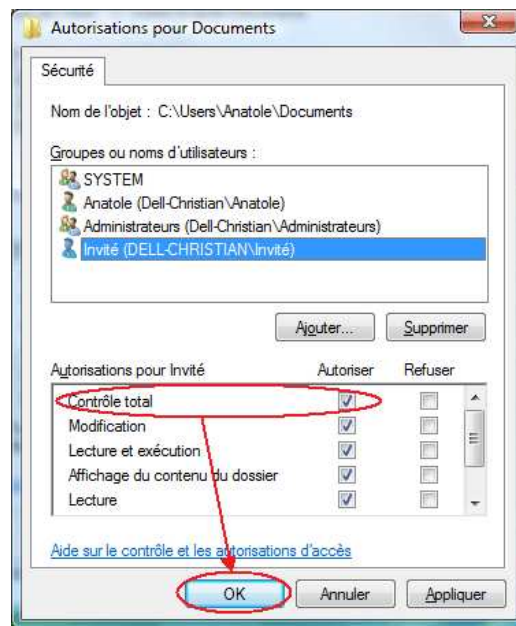 Autorisations pour Documents
Sécurité
Nom de l'objet : C:\Users\Anatole\Documents
Groupes ou noms d'utilisateurs :
SYSTEM
Anatole (Dell-Christian\Anatole)
Administrateurs (Dell-Christian\Administrateurs)
Invité (DELL-CHRISTIAN\Invité)
Ajouter... Supprimer
Autorisations pour Invité Autoriser Refuser
Contrôle total
Modification
Lecture et exécution
Affichage du contenu du dossier
Lecture
Aide sur le contrôle et les autorisations d'accès
OK Annuler Appliquer